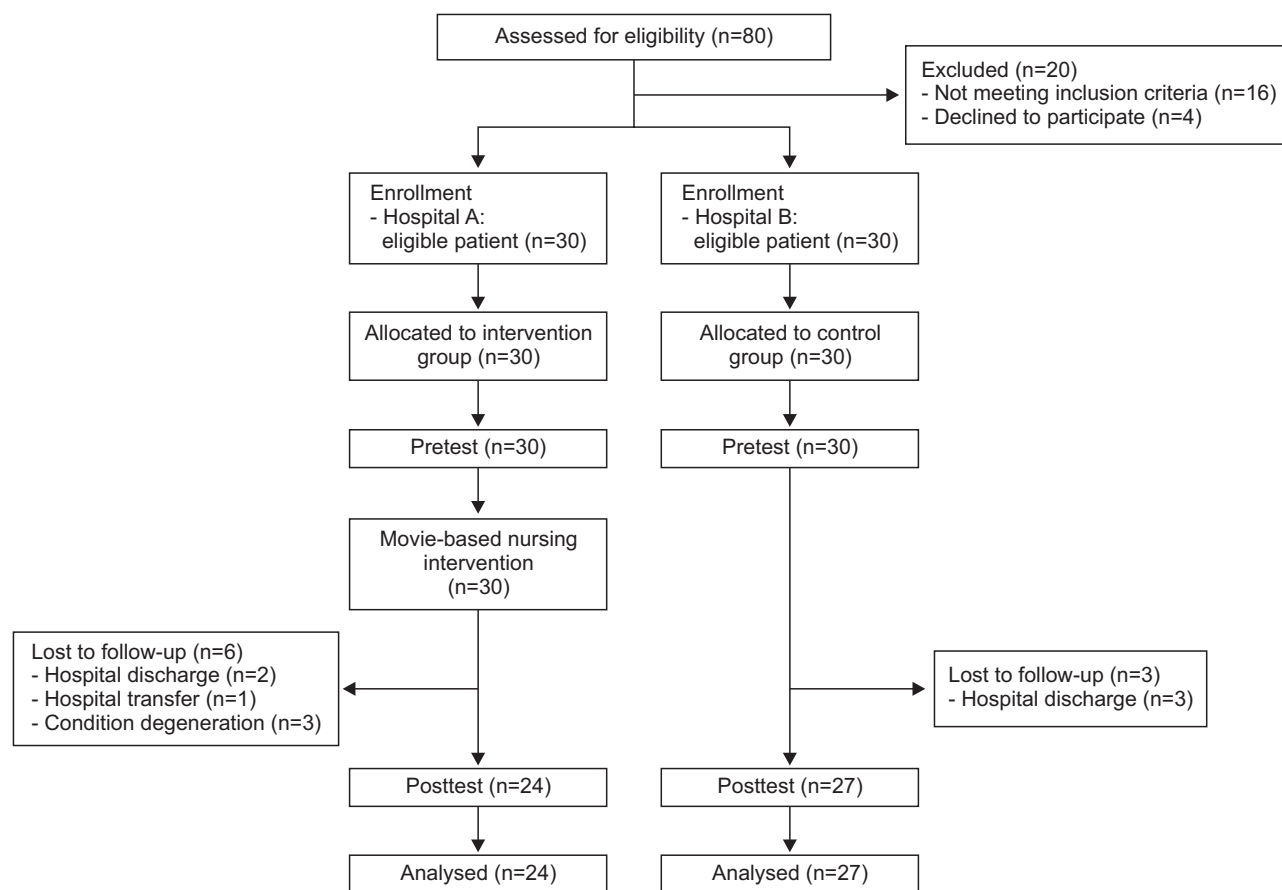 Assessed for eligibility (n=80)
Excluded (n=20)
- Not meeting inclusion criteria (n=16)
- Declined to participate (n=4)
Enrollment
- Hospital A:
eligible patient (n=30)
Enrollment
- Hospital B:
eligible patient (n=30)
Allocated to intervention
group (n=30)
Allocated to control
group (n=30)
Pretest (n=30)
Pretest (n=30)
Movie-based nursing
intervention
(n=30)
Lost to follow-up (n=6)
- Hospital discharge (n=2)
- Hospital transfer (n=1)
- Condition degeneration (n=3)
Lost to follow-up (n=3)
- Hospital discharge (n=3)
Posttest (n=24)
Posttest (n=27)
Analysed (n=24)
Analysed (n=27)